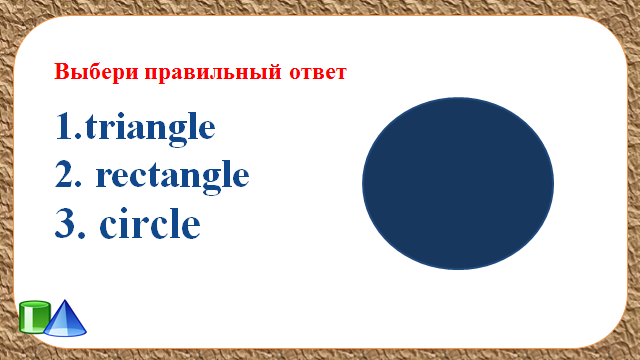 Выбери правильный ответ
1.triangle
2. rectangle
3. circle